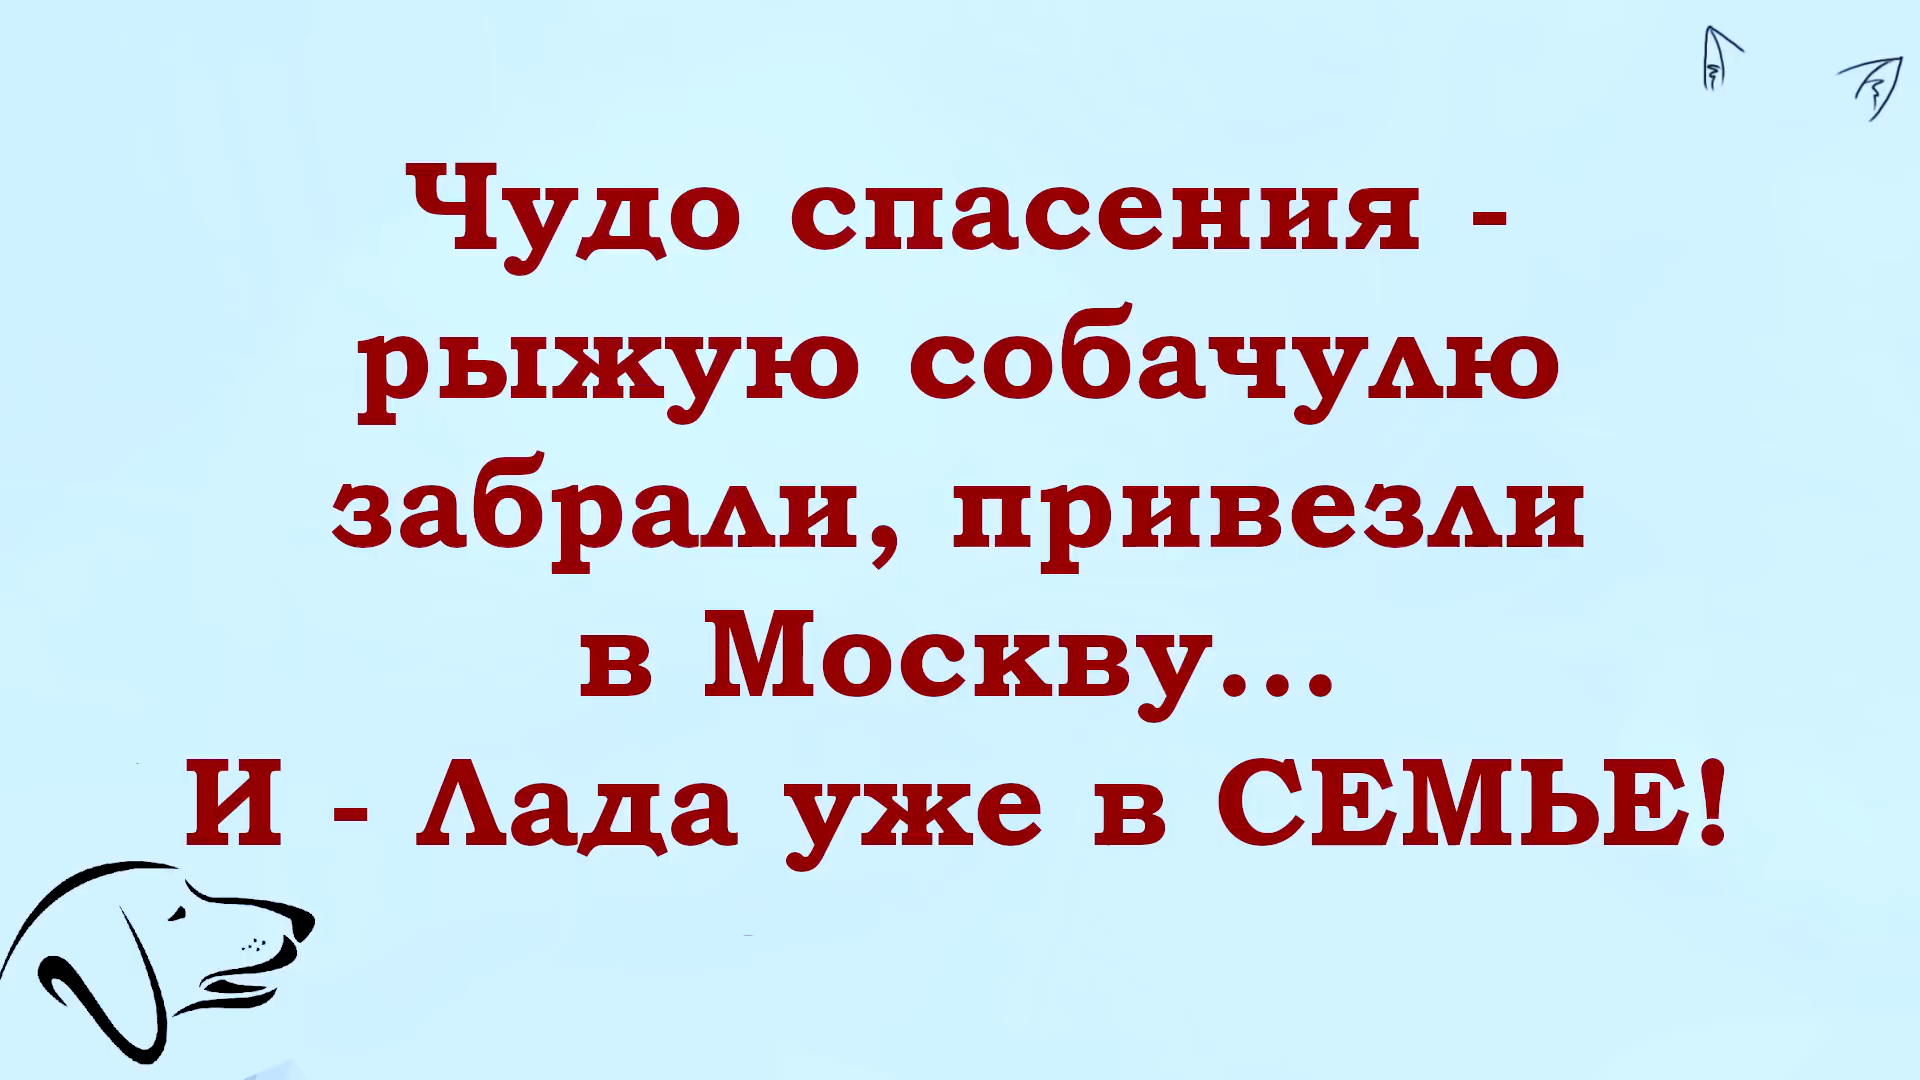 Чудо спасения -
рыжую собачулю
забрали, привезли
в Москву...
И - Лада уже в СЕМЬЕ!